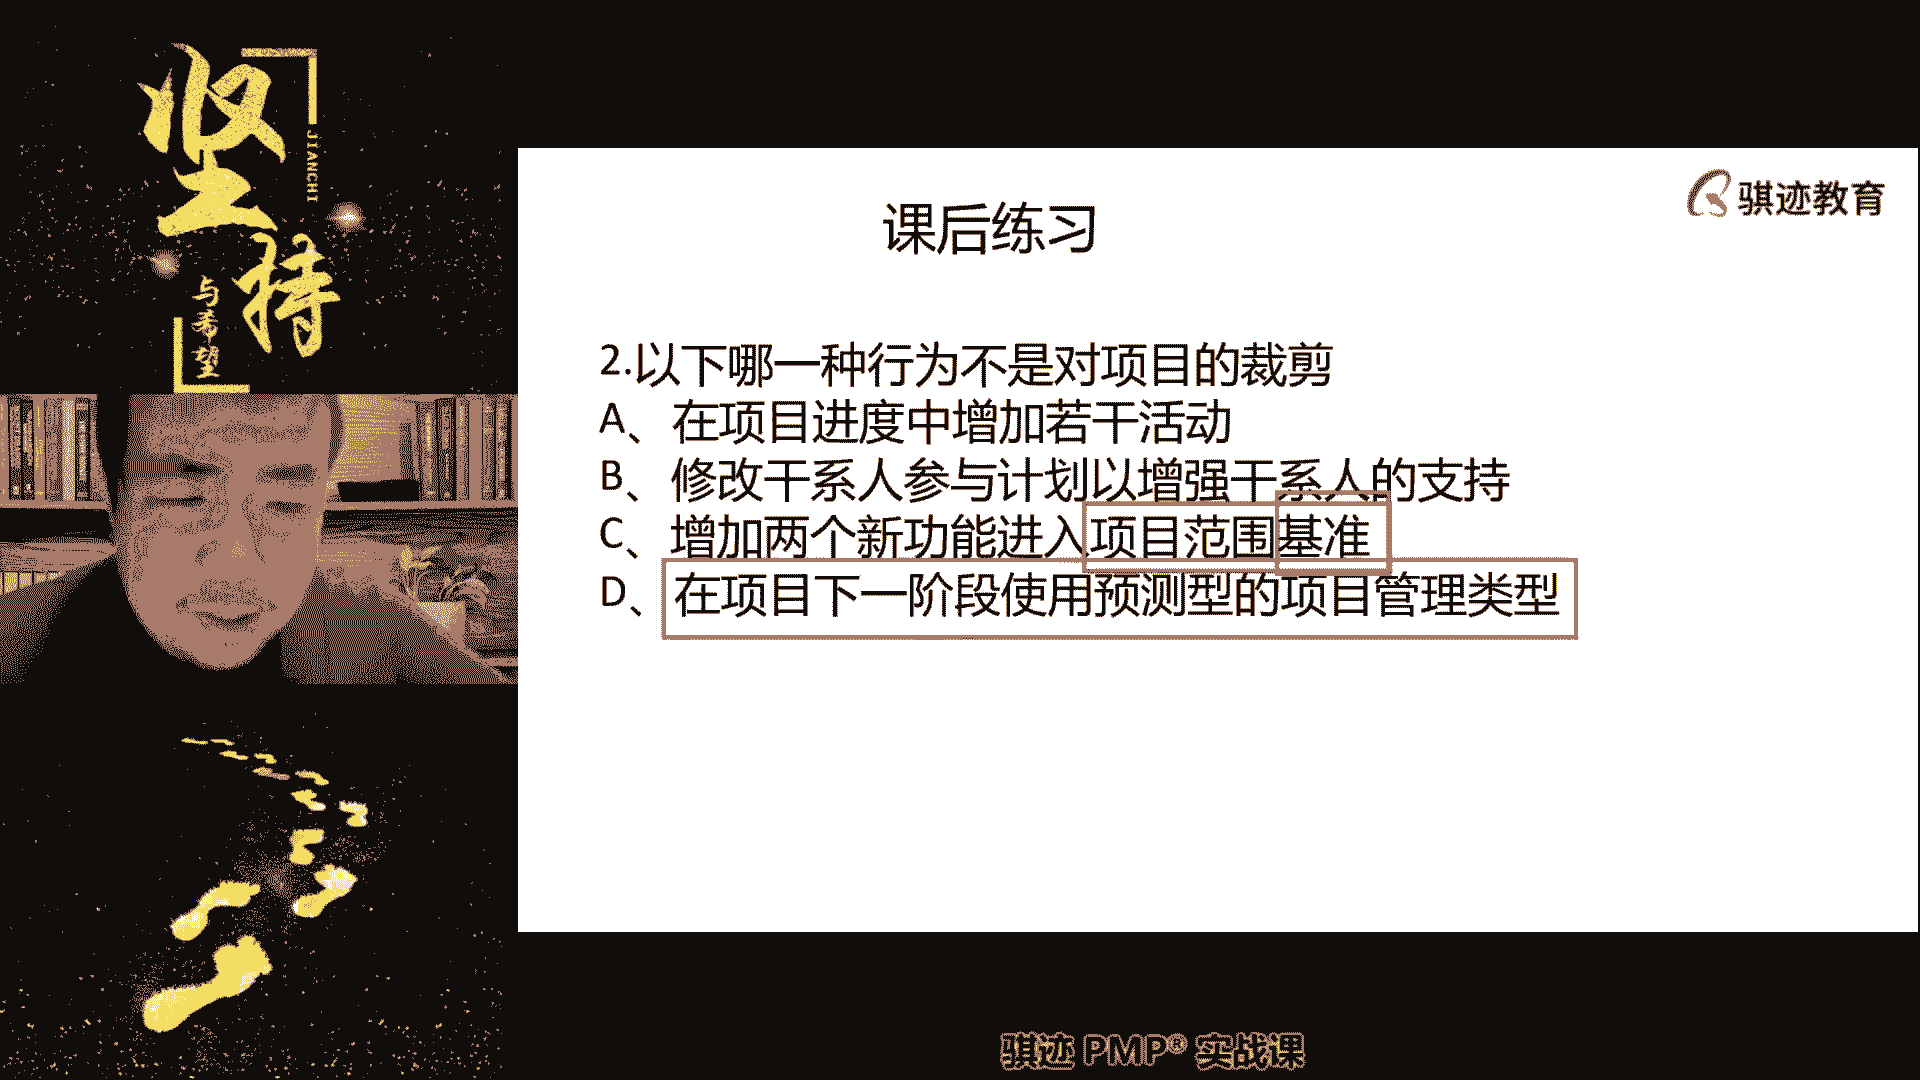 坚持
JIANCHI
与希望
骐迹教育
课后练习
2.以下哪一种行为不是对项目的裁剪
A、在项目进度中增加若干活动
B、修改干系人参与计划以增强干系人的支持
C、增加两个新功能进入项目范围基准
D、在项目下一阶段使用预测型的项目管理类型
骐迹 PMP® 实战课